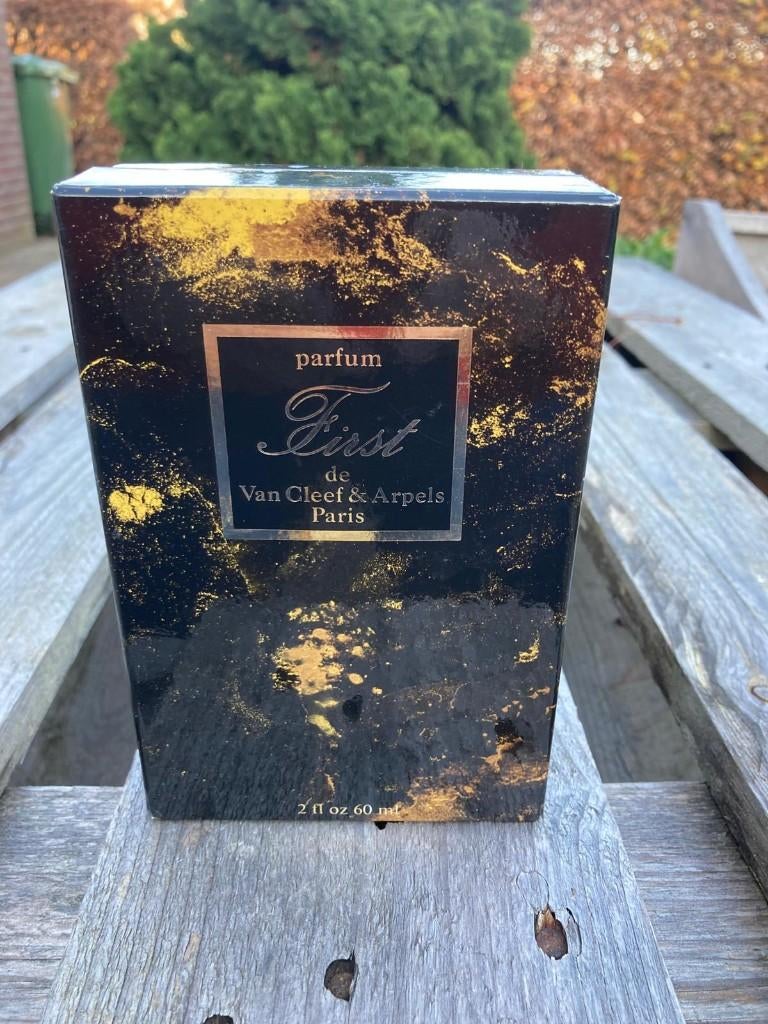 parfum
First
de
Van Cleef & Arpels
Paris
2 fl oz 60 ml